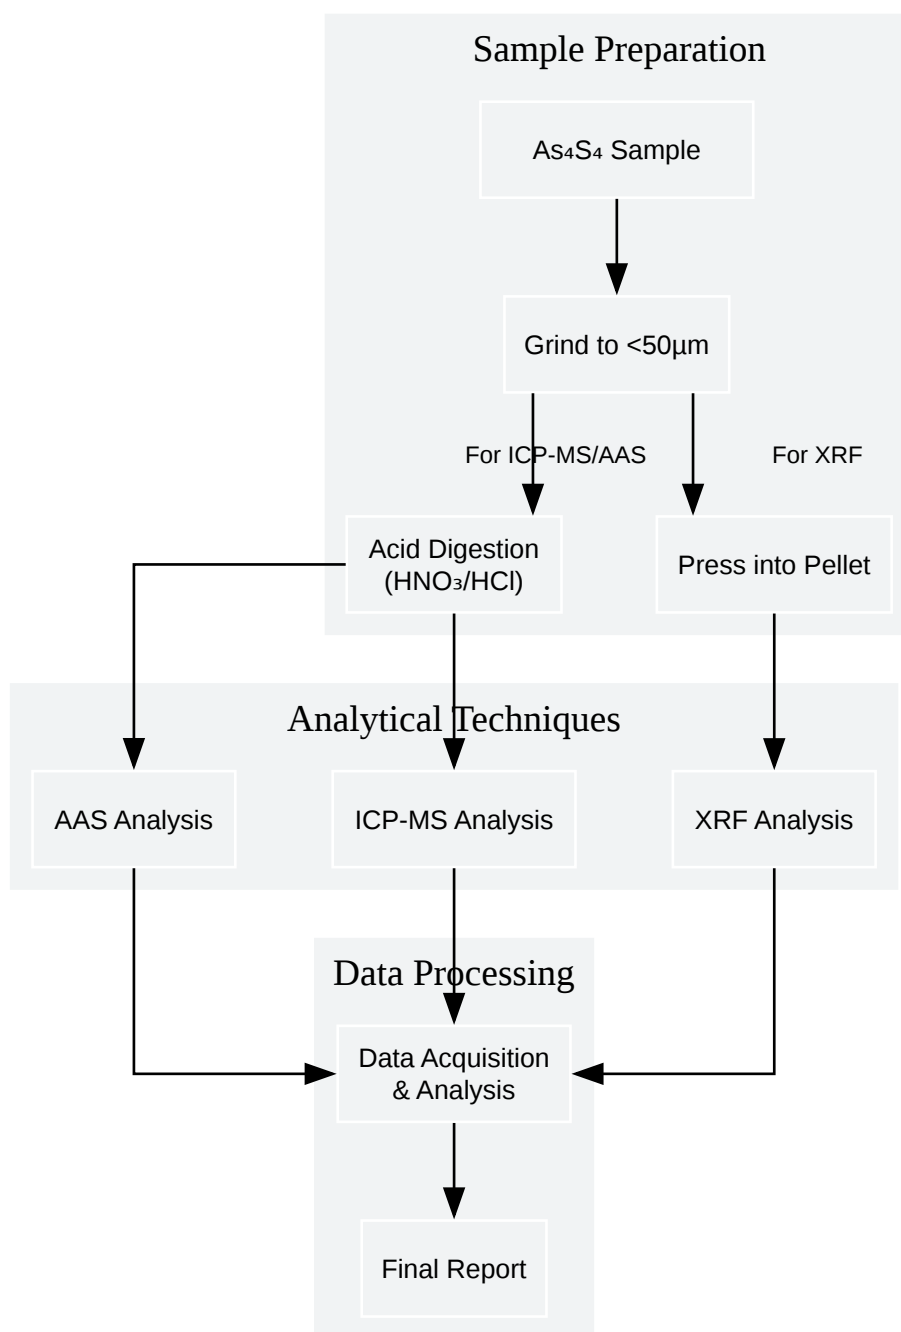 Sample Preparation
As₄S₄ Sample
Grind to <50µm
For ICP-MS/AAS
For XRF
Acid Digestion
(HNO₃/HCl)
Press into Pellet
Analytical Techniques
AAS Analysis
ICP-MS Analysis
XRF Analysis
Data Processing
Data Acquisition
& Analysis
Final Report